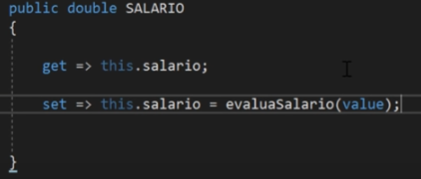 public double SALARIO
{
get => this.salario;
set => this.salario = evaluaSalario(value);
}